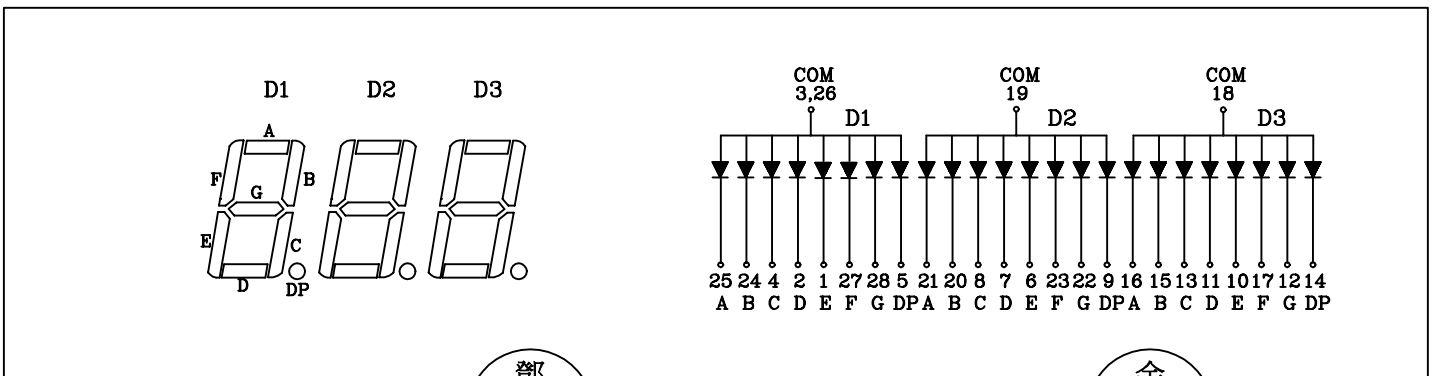 D1 D2 D3
A
F B
G
E C
D DP
COM COM COM
3,26 19 18
D1 D2 D3
25 24 4 2 1 27 28 5 21 20 8 7 6 23 22 9 16 15 13 11 10 17 12 14
A B C D E F G DP A B C D E F G DP A B C D E F G DP